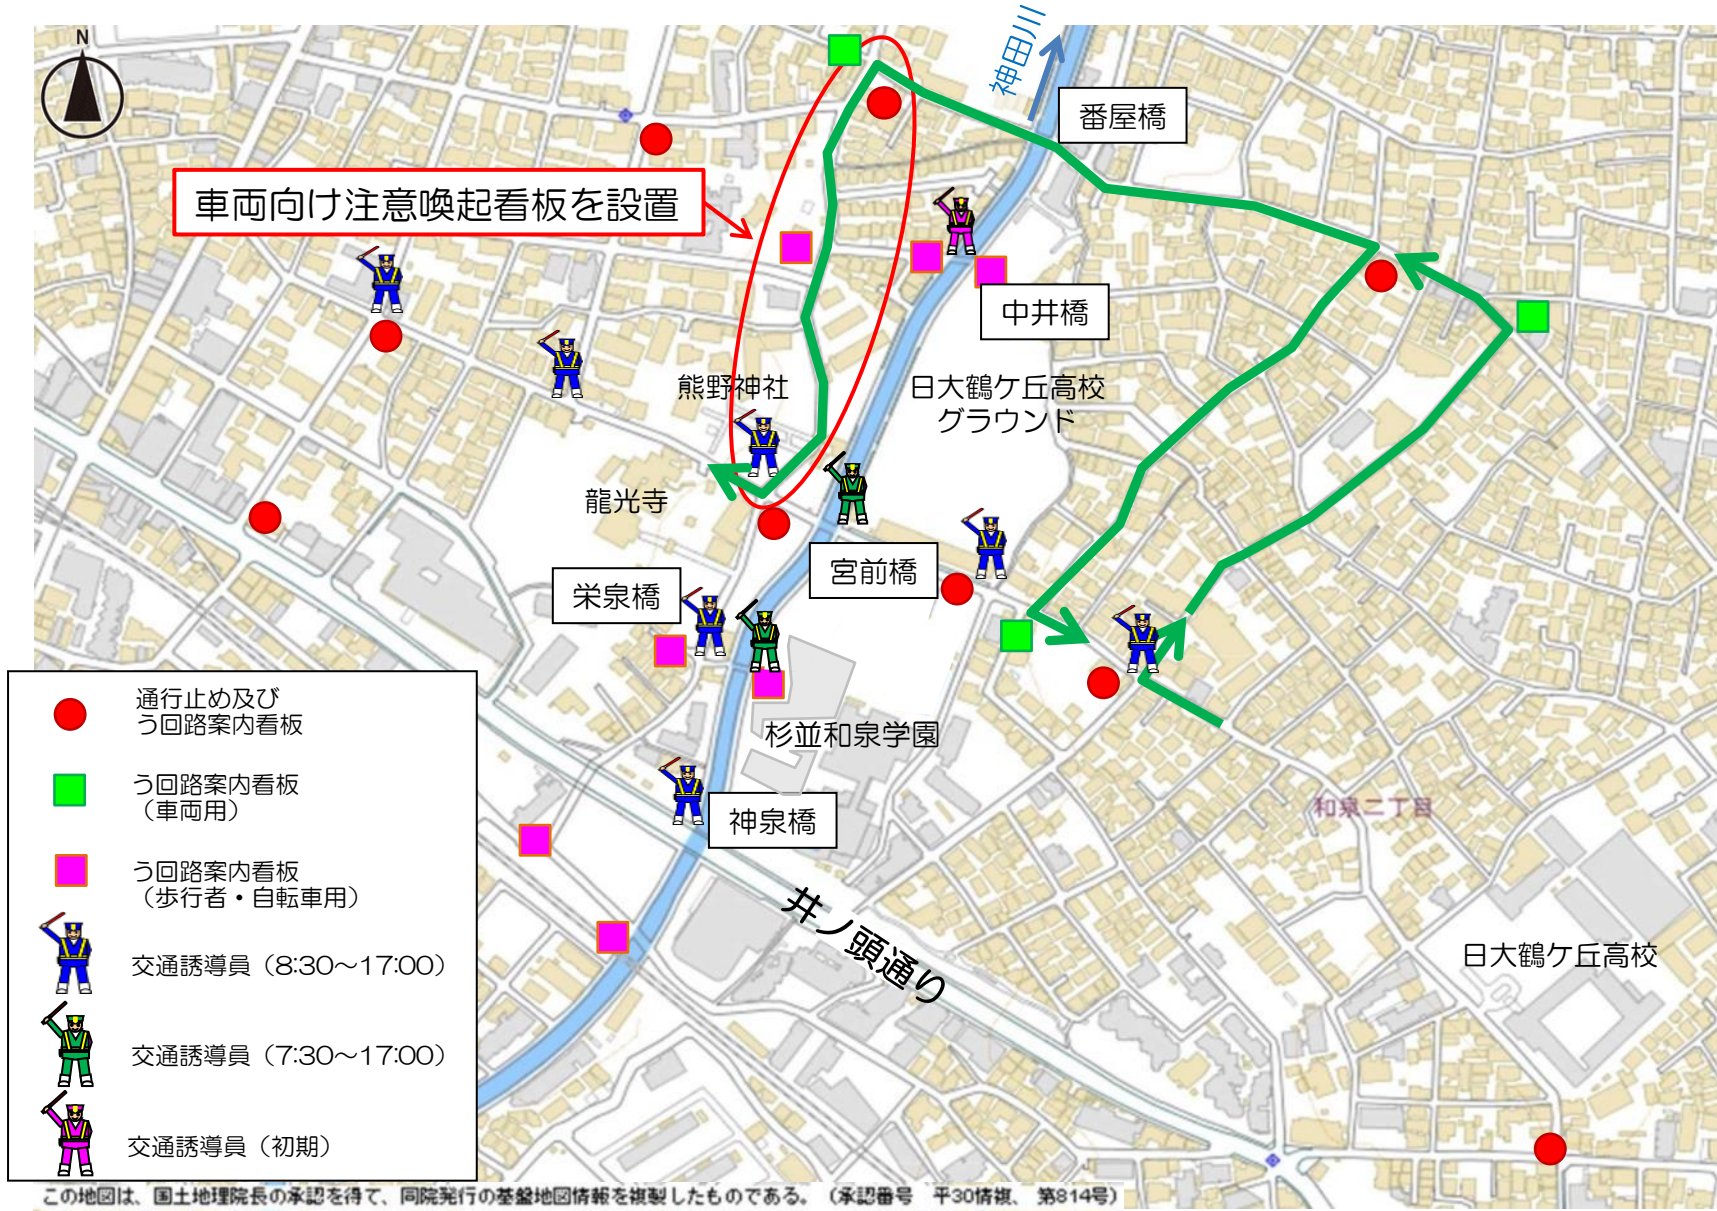 N
神田川
番屋橋
車両向け注意喚起看板を設置
中井橋
熊野神社
日大鶴ケ丘高校
グラウンド
龍光寺
宮前橋
栄泉橋
杉並和泉学園
神泉橋
和泉二丁目
井ノ頭通り
日大鶴ケ丘高校
通行止め及び
う回路案内看板
う回路案内看板
（車両用）
う回路案内看板
（歩行者・自転車用）
交通誘導員（8:30～17:00）
交通誘導員（7:30～17:00）
交通誘導員（初期）
この地図は、国土地理院長の承認を得て、同院発行の基盤地図情報を複製したものである。（承認番号　平30情複、 第814号）